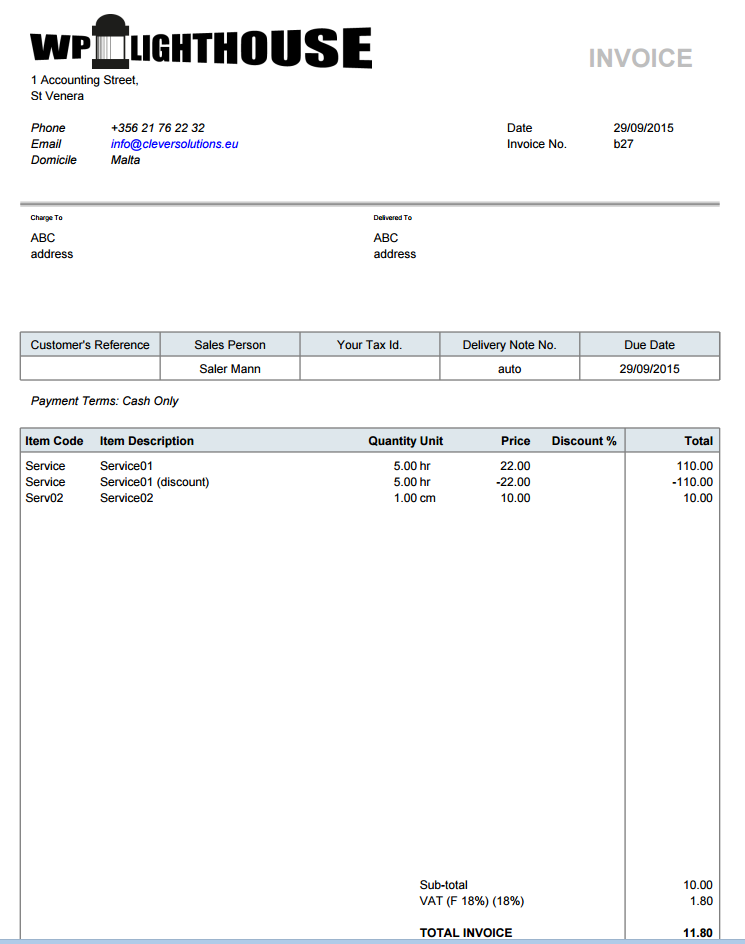 WP LIGHTHOUSE
INVOICE
1 Accounting Street,
St Venera
Phone +356 21 76 22 32
Email info@cleversolutions.eu
Domicile Malta
Date 29/09/2015
Invoice No. b27
Charge To
ABC
address
Delivered To
ABC
address
Customer's Reference Sales Person Your Tax Id. Delivery Note No. Due Date
Saler Mann auto 29/09/2015
Payment Terms: Cash Only
Item Code Item Description Quantity Unit Price Discount % Total
Service Service01 5.00 hr 22.00 110.00
Service Service01 (discount) 5.00 hr -22.00 -110.00
Serv02 Service02 1.00 cm 10.00 10.00
Sub-total 10.00
VAT (F 18%) (18%) 1.80
TOTAL INVOICE 11.80